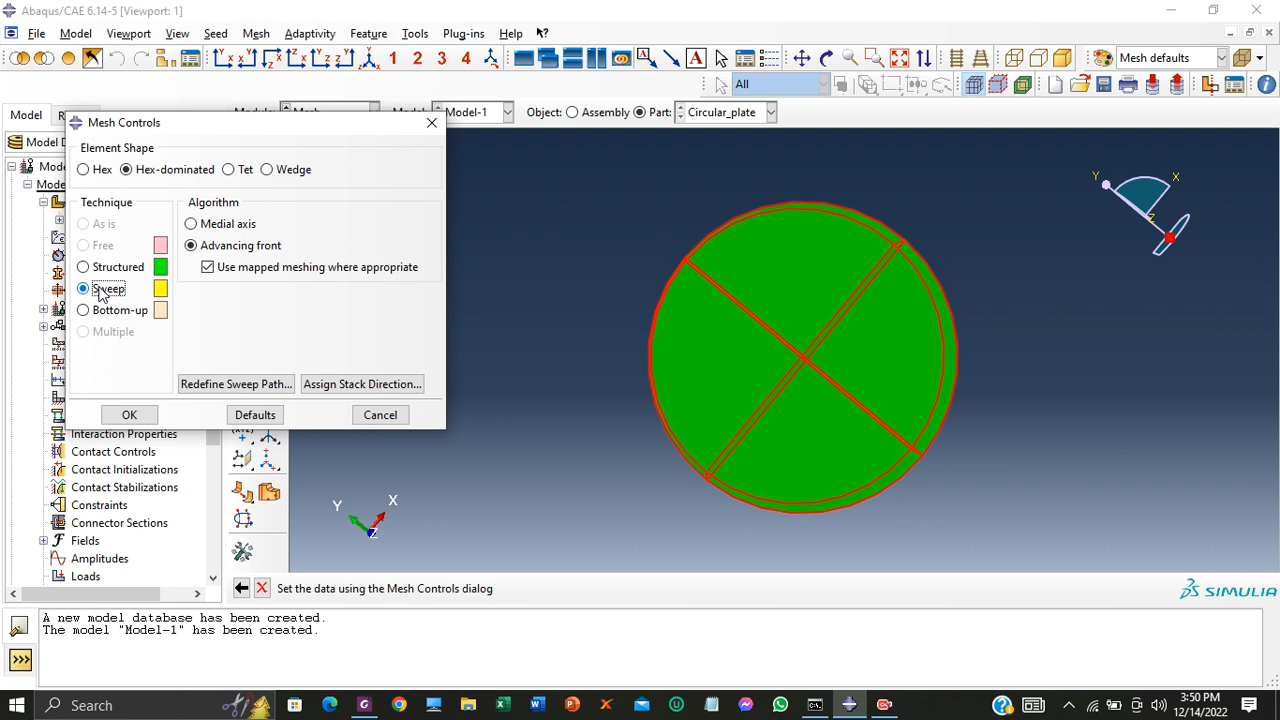 Abaqus/CAE 6.14-5 [Viewport: 1]
File Model Viewport View Seed Mesh Adaptivity Feature Tools Plug-ins Help
1 2 3 4 A Mesh defaults
All
Model Model-1 Object: Assembly Part: Circular_plate
Mesh Controls
Element Shape
Hex Hex-dominated Tet Wedge
Technique Algorithm
As is Medial axis
Free Advancing front
Structured Use mapped meshing where appropriate
Sweep
Bottom-up
Multiple
Redefine Sweep Path... Assign Stack Direction...
OK Defaults Cancel
Interaction Properties
Contact Controls
Contact Initializations
Contact Stabilizations
Constraints
Connector Sections
Fields
Amplitudes
Loads
Y X
Z
Y X
Z
Set the data using the Mesh Controls dialog
SIMULIA
A new model database has been created.
The model "Model-1" has been created.
>>>
Search
3:50 PM
12/14/2022